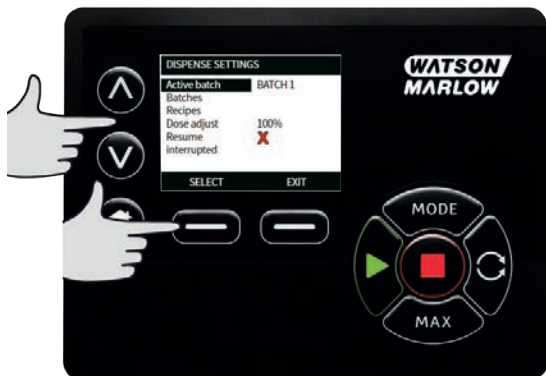 DISPENSE SETTINGS
Active batch BATCH 1
Batches
Recipes
Dose adjust 100%
Resume
interrupted
SELECT EXIT
WATSON
MARLOW
MODE
MAX